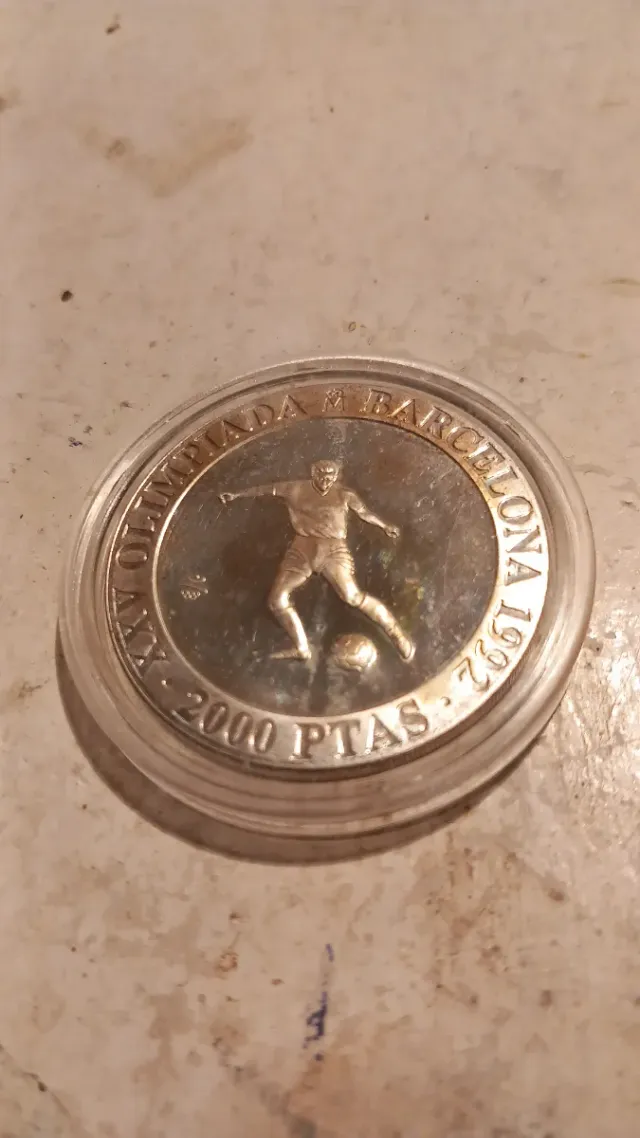 XXV OLIMPIADA BARCELONA 1992
· 2000 PTAS ·